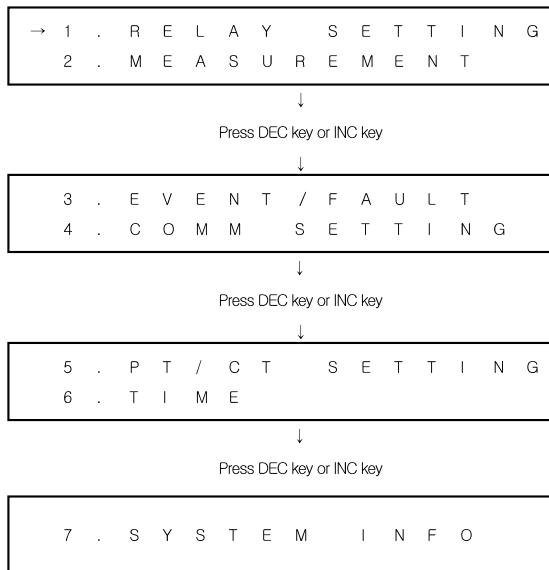 → 1 . RELAY SETTING
2 . MEASUREMENT
↓
Press DEC key or INC key
↓
3 . EVENT/FAULT
4 . COMM SETTING
↓
Press DEC key or INC key
↓
5 . PT/CT SETTING
6 . TIME
↓
Press DEC key or INC key
7 . SYSTEM INFO